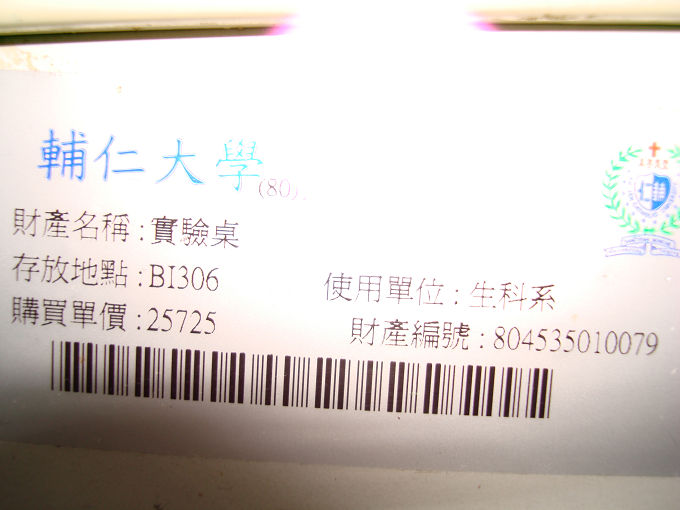 輔仁大學(80)
財產名稱:實驗桌
存放地點:BI306 使用單位:生科系
購買單價:25725 財產編號:804535010079